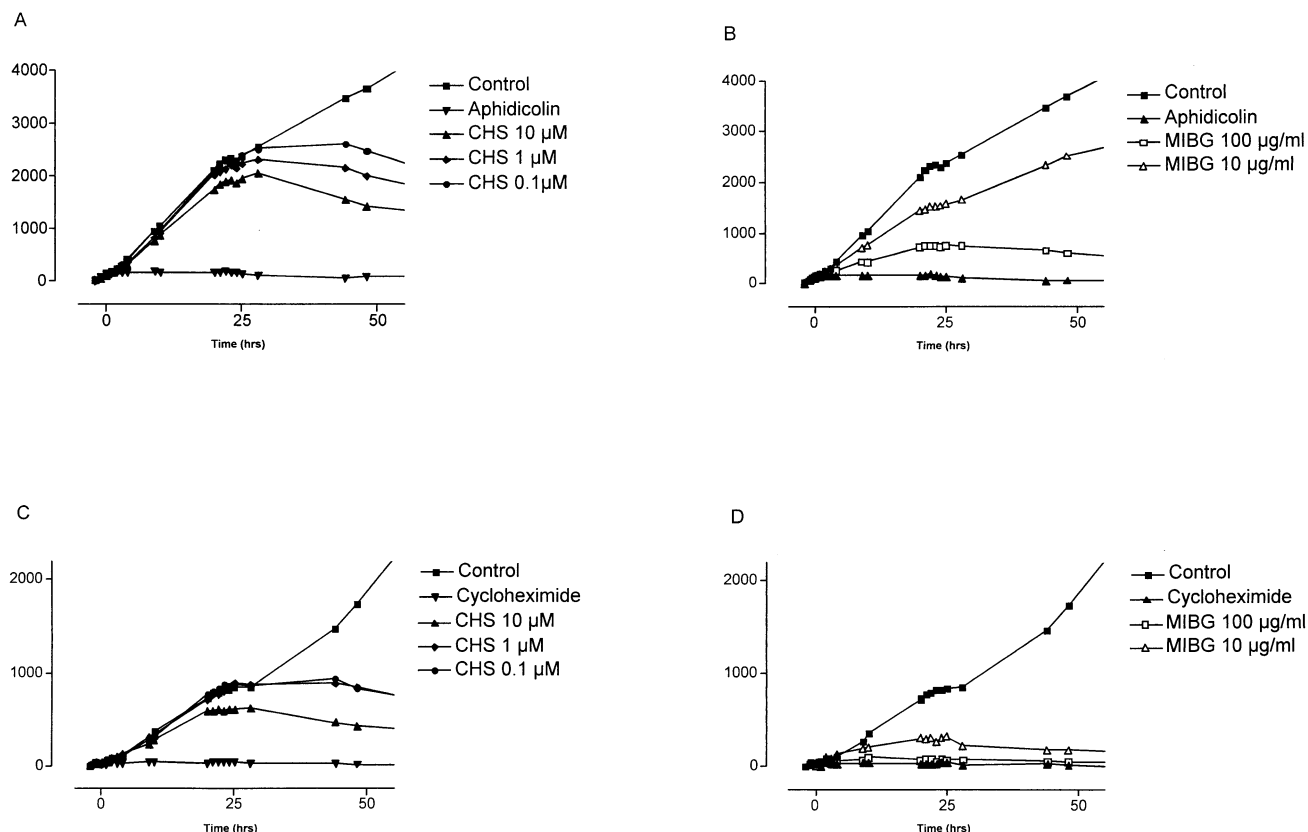 A
4000
3000
2000
1000
0
0
25
50
Time (hrs)
Control
Aphidicolin
CHS 10 µM
CHS 1 µM
CHS 0.1µM
B
4000
3000
2000
1000
0
0
25
50
Time (hrs)
Control
Aphidicolin
MIBG 100 µg/ml
MIBG 10 µg/ml
C
2000
1000
0
0
25
50
Time (hrs)
Control
Cycloheximide
CHS 10 µM
CHS 1 µM
CHS 0.1 µM
D
2000
1000
0
0
25
50
Time (hrs)
Control
Cycloheximide
MIBG 100 µg/ml
MIBG 10 µg/ml